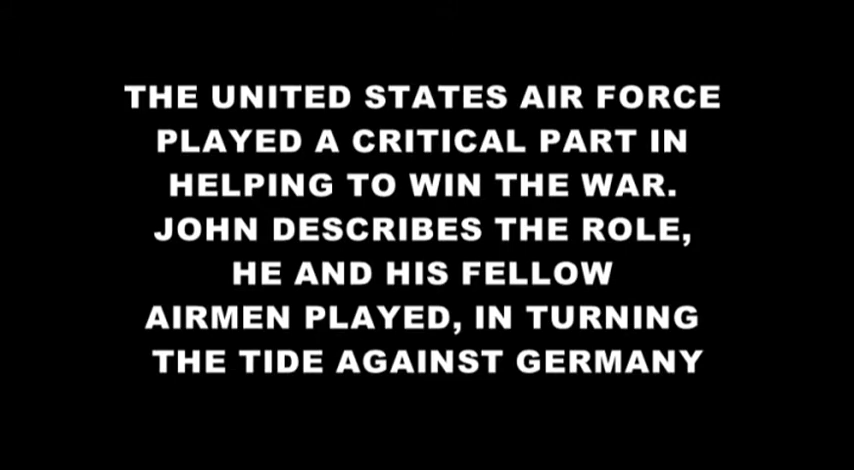 THE UNITED STATES AIR FORCE
PLAYED A CRITICAL PART IN
HELPING TO WIN THE WAR.
JOHN DESCRIBES THE ROLE,
HE AND HIS FELLOW
AIRMEN PLAYED, IN TURNING
THE TIDE AGAINST GERMANY